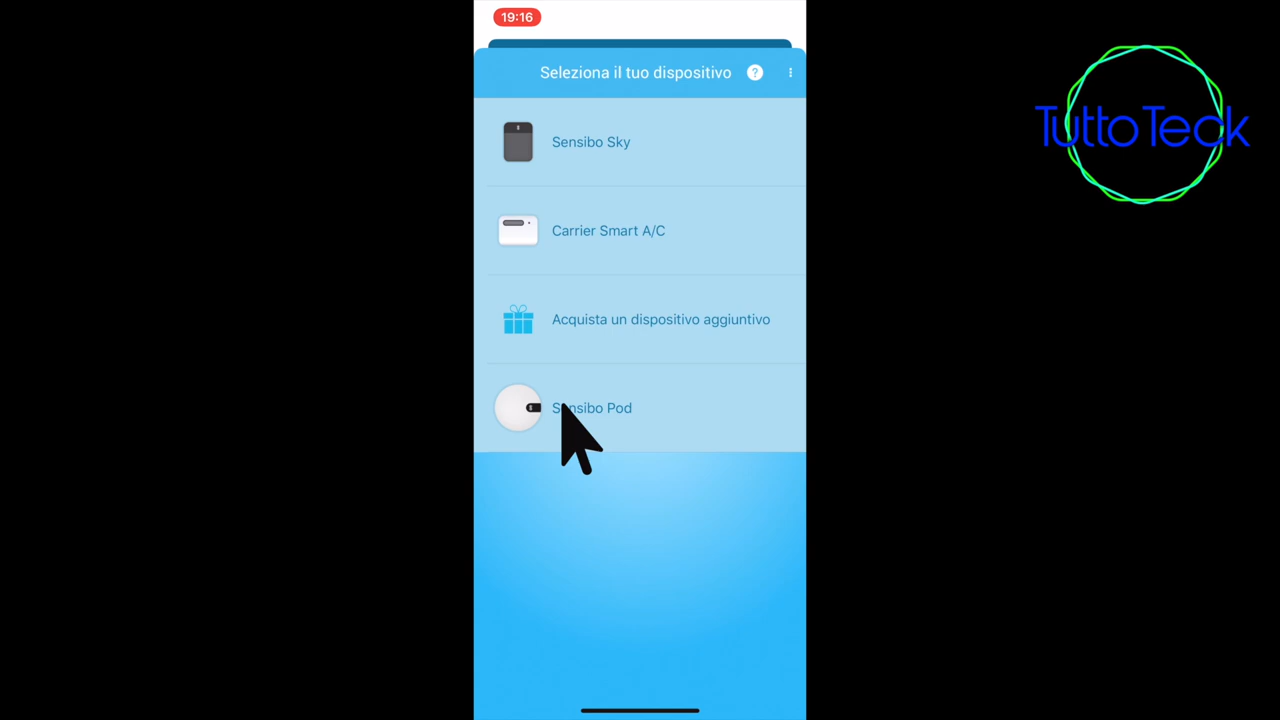 19:16
Seleziona il tuo dispositivo ?
Sensibo Sky
Carrier Smart A/C
Acquista un dispositivo aggiuntivo
Sensibo Pod
TuttoTeck